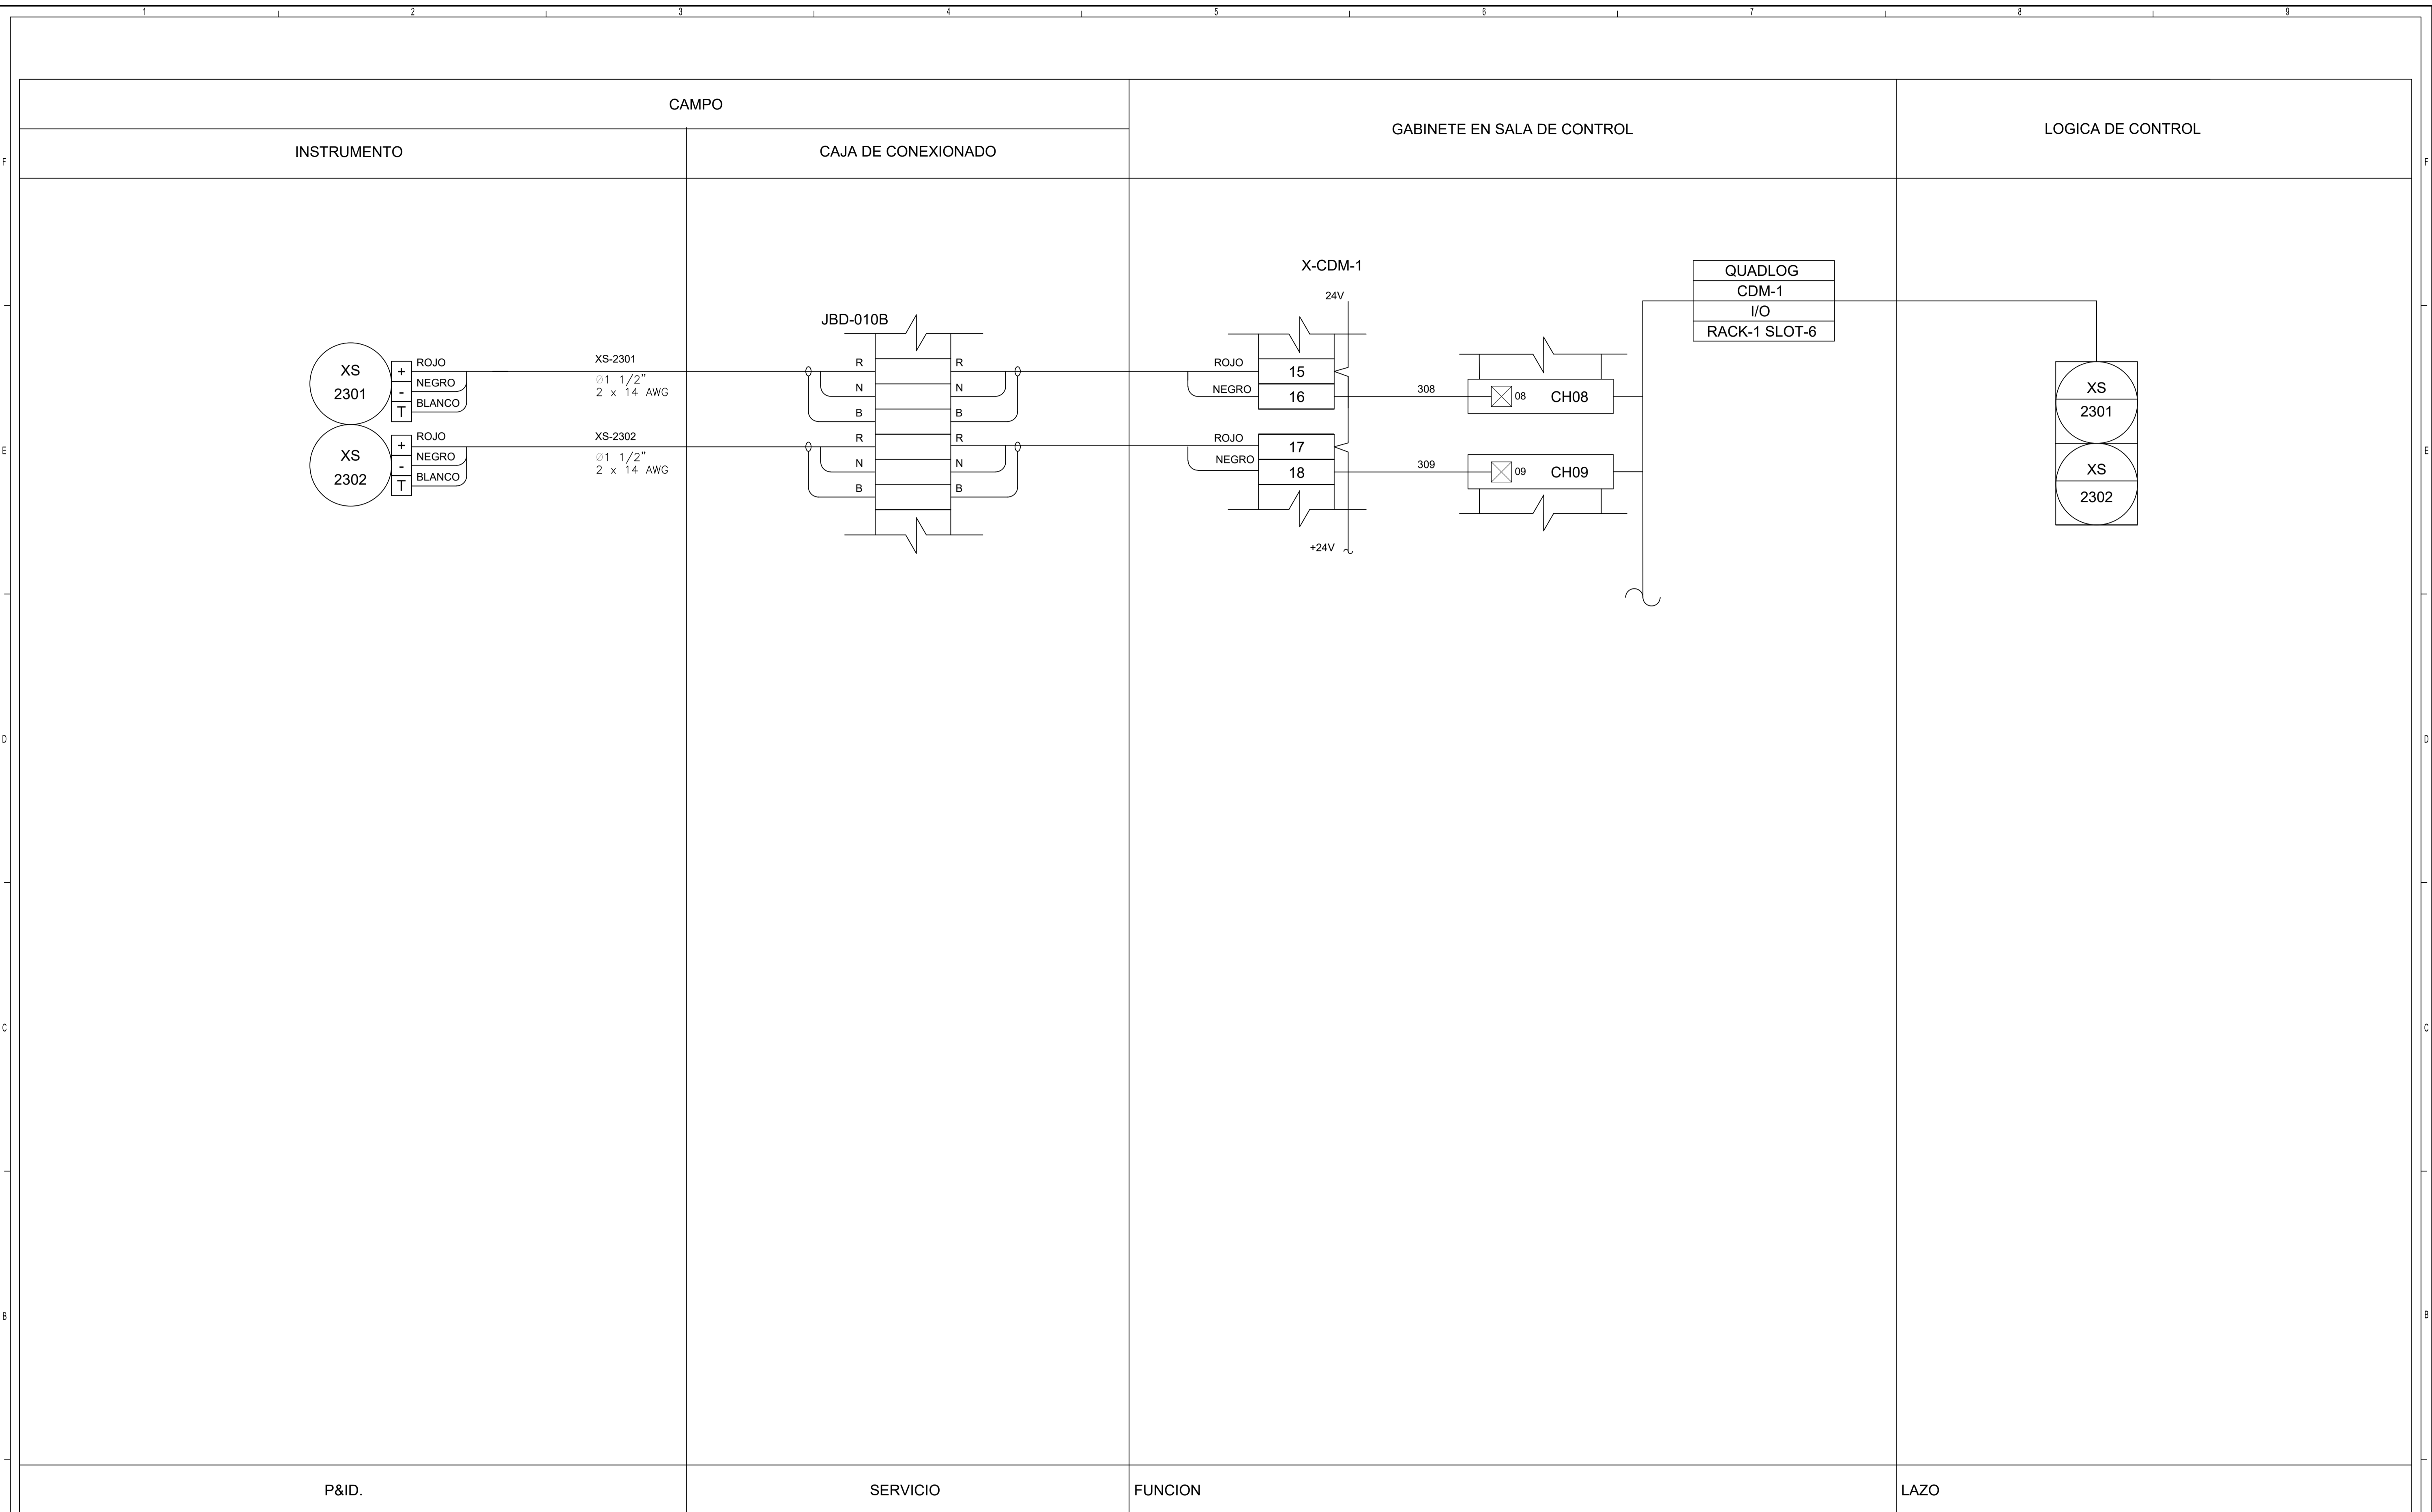 1 2 3 4 5 6 7 8 9
CAMPO
GABINETE EN SALA DE CONTROL
LOGICA DE CONTROL
INSTRUMENTO
CAJA DE CONEXIONADO
F F
E E
D D
C C
B B
XS
2301
+
-
T
ROJO
NEGRO
BLANCO
XS-2301
Ø1 1/2"
2 x 14 AWG
XS
2302
+
-
T
ROJO
NEGRO
BLANCO
XS-2302
Ø1 1/2"
2 x 14 AWG
JBD-010B
R R
N N
B B
R R
N N
B B
X-CDM-1
24V
ROJO 15
NEGRO 16
308
08 CH08
ROJO 17
NEGRO 18
309
09 CH09
+24V
QUADLOG
CDM-1
I/O
RACK-1 SLOT-6
XS
2301
XS
2302
P&ID.
SERVICIO
FUNCION
LAZO